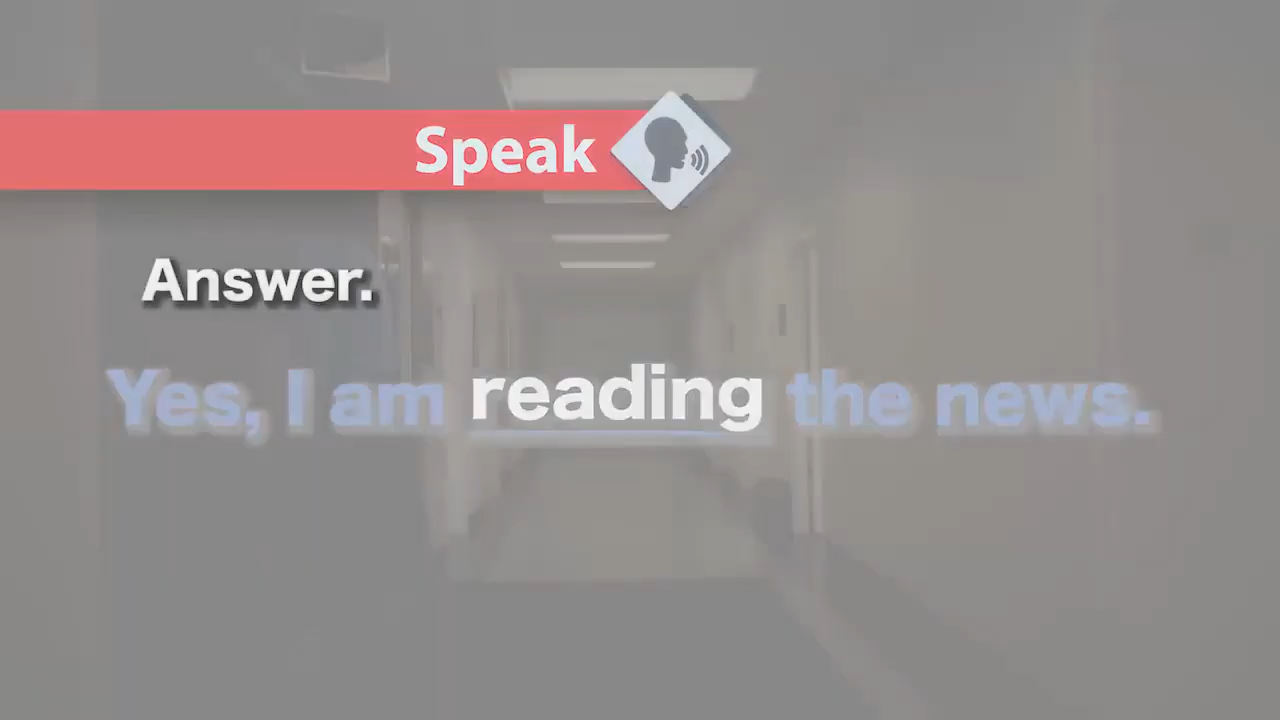 Speak
Answer.
Yes, I am reading the news.